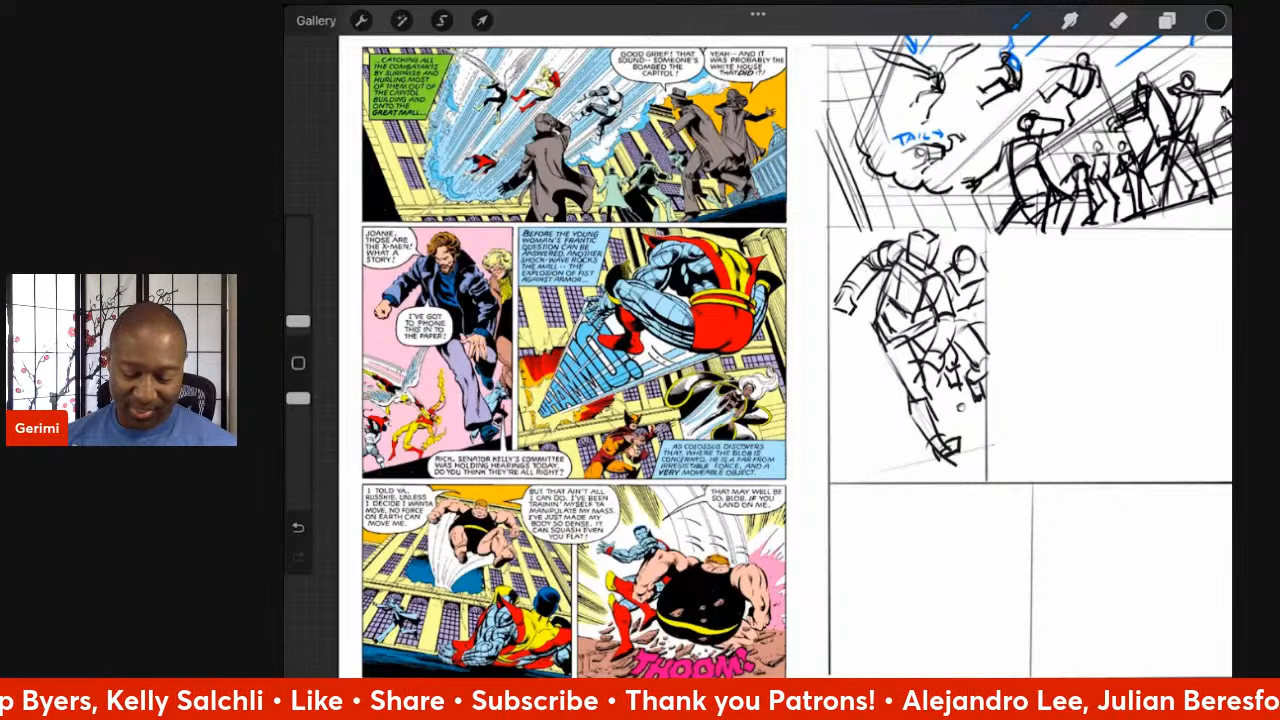 Gallery
...CATCHING ALL
THE COMBATANTS
BY SURPRISE AND
HURLING MOST
OF THEM OUT OF
THE CAPITOL
BUILDING AND
ONTO THE
GREAT MALL...
GOOD GRIEF! THAT
SOUND-- SOMEONE'S
BOMBED THE
CAPITOL!
YEAH-- AND IT
WAS PROBABLY THE
WHITE HOUSE
THAT DID IT!
TAIL
JOANIE,
THOSE ARE
THE X-MEN!
WHAT A
STORY!
I'VE GOT
TO PHONE
THIS IN TO
THE PAPER!
RICK, SENATOR KELLY'S COMMITTEE
WAS HOLDING HEARINGS TODAY.
DO YOU THINK THEY'RE ALL RIGHT?
BEFORE THE YOUNG
WOMAN'S FRANTIC
QUESTION CAN BE
ANSWERED, ANOTHER
SHOCK-WAVE ROCKS
THE MALL -- THE
EXPLOSION OF FIST
AGAINST ARMOR...
WHAMMO!
AS COLOSSUS DISCOVERS
THAT, WHERE THE BLOB IS
CONCERNED, HE IS A FAR FROM
IRRESISTIBLE FORCE, AND A
VERY MOVEABLE OBJECT.
I TOLD YA,
RUSSKIE, UNLESS
I DECIDE I WANTA
MOVE, NO FORCE
ON EARTH CAN
MOVE ME.
BUT THAT AIN'T ALL
I CAN DO. I'VE BEEN
TRAININ' MYSELF TA
MANIPULATE MY MASS.
I'VE JUST MADE MY
BODY SO DENSE, IT
CAN SQUASH EVEN
YOU FLAT!
THAT MAY WELL BE
SO, BLOB, IF YOU
LAND ON ME.
THOOM!
Gerimi
p Byers, Kelly Salchli • Like • Share • Subscribe • Thank you Patrons! • Alejandro Lee, Julian Beresfo